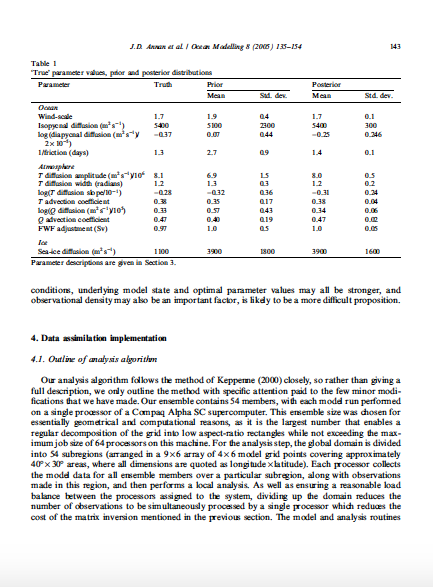 J.D. Annan et al. / Ocean Modelling 8 (2005) 135–154 143
Table 1
'True' parameter values, prior and posterior distributions
Parameter Truth Prior Posterior
Mean Std. dev. Mean Std. dev.
Ocean
Wind-scale 1.7 1.9 0.4 1.7 0.1
Isopycnal diffusion (m² s⁻¹) 5400 5100 2300 5400 300
log(diapycnal diffusion (m² s⁻¹)/ −0.37 0.07 0.44 −0.25 0.246
1/friction (days) 1.3 2.7 0.9 1.4 0.1
Atmosphere
T diffusion amplitude (m² s⁻¹)/10⁶ 8.1 6.9 1.5 8.0 0.5
T diffusion width (radians) 1.2 1.3 0.3 1.2 0.2
log(T diffusion slope/10⁻¹) −0.28 −0.32 0.36 −0.31 0.24
T advection coefficient 0.38 0.35 0.17 0.38 0.04
log(Q diffusion (m² s⁻¹)/10⁵) 0.33 0.57 0.43 0.34 0.06
Q advection coefficient 0.47 0.40 0.19 0.47 0.02
FWF adjustment (Sv) 0.97 1.0 0.5 1.0 0.05
Ice
Sea-ice diffusion (m² s⁻¹) 1100 3900 1800 3900 1600
Parameter descriptions are given in Section 3.
conditions, underlying model state and optimal parameter values may all be stronger, and
observational density may also be an important factor, is likely to be a more difficult proposition.
4. Data assimilation implementation
4.1. Outline of analysis algorithm
Our analysis algorithm follows the method of Keppenne (2000) closely, so rather than giving a
full description, we only outline the method with specific attention paid to the few minor modi-
fications that we have made. Our ensemble contains 54 members, with each model run performed
on a single processor of a Compaq Alpha SC supercomputer. This ensemble size was chosen for
essentially geometrical and computational reasons, as it is the largest number that enables a
regular decomposition of the grid into low aspect-ratio rectangles while not exceeding the max-
imum job size of 64 processors on this machine. For the analysis step, the global domain is divided
into 54 subregions (arranged in a 9×6 array of 4×6 model grid points covering approximately
40°×30° areas, where all dimensions are quoted as longitude×latitude). Each processor collects
the model data for all ensemble members over a particular subregion, along with observations
made in this region, and then performs a local analysis. As well as ensuring a reasonable load
balance between the processors assigned to the system, dividing up the domain reduces the
number of observations to be simultaneously processed by a single processor which reduces the
cost of the matrix inversion mentioned in the previous section. The model and analysis routines